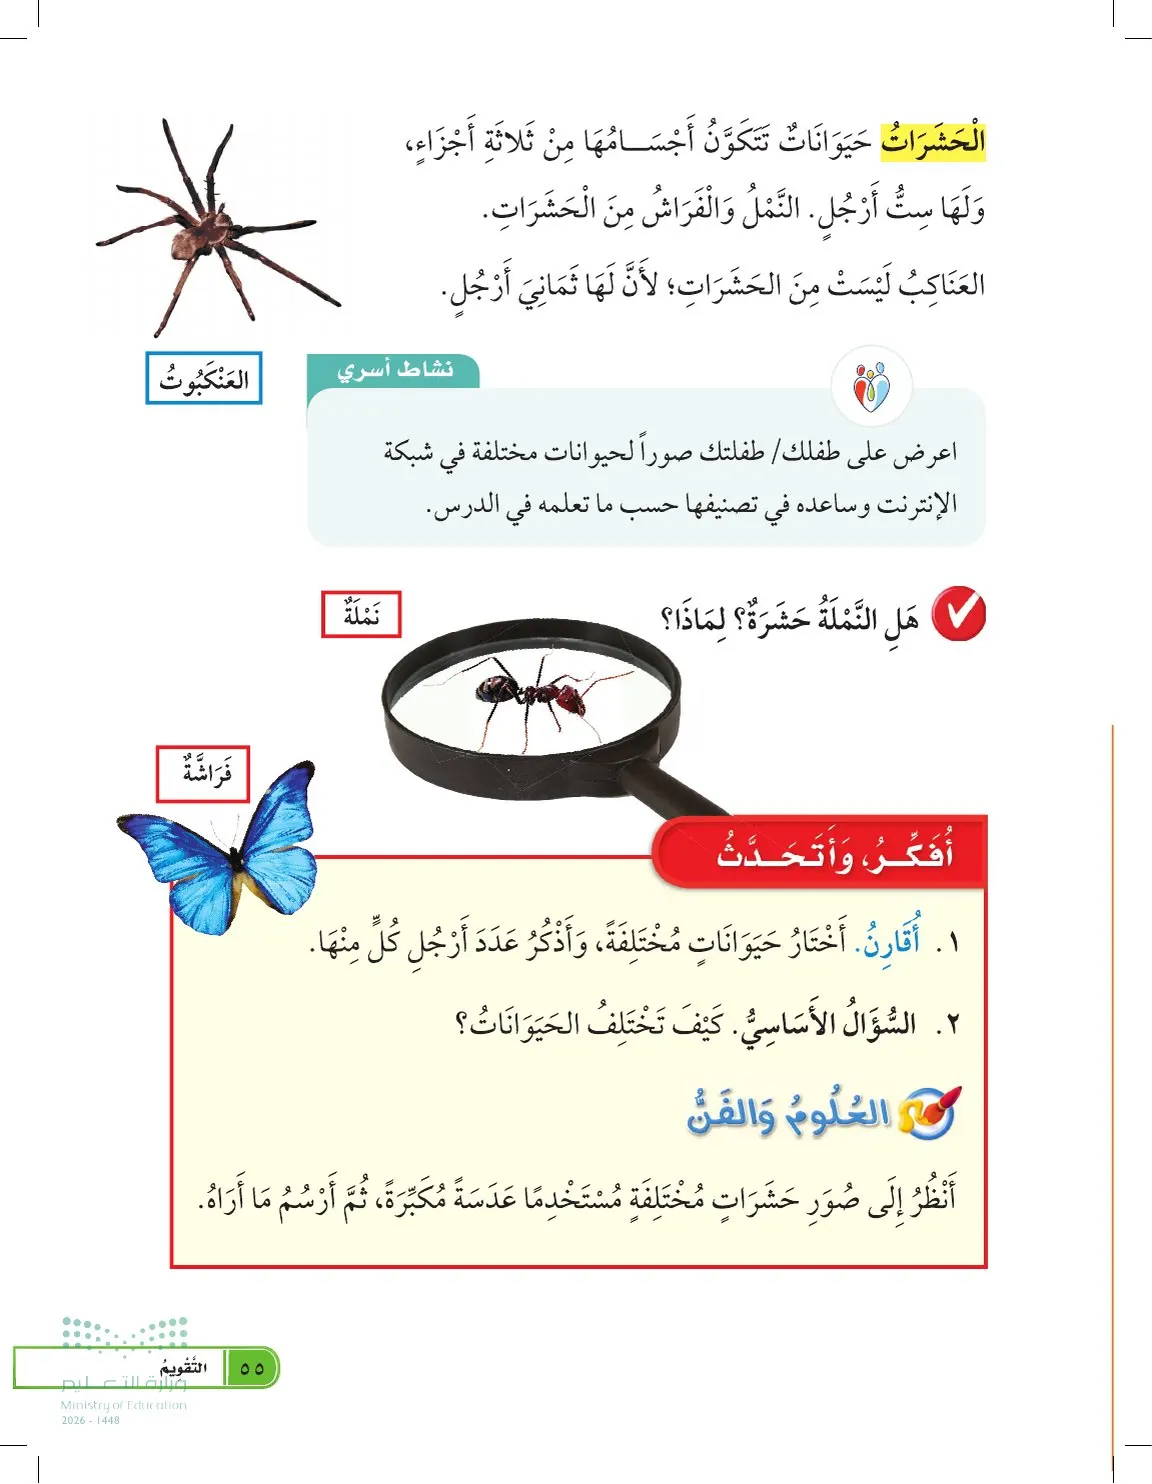 الْحَشَرَاتُ حَيَوَانَاتٌ تَتَكَوَّنُ أَجْسَـــامُهَا مِنْ ثَلاثَةِ أَجْزَاءٍ،
وَلَهَا سِتُّ أَرْجُلٍ. النَّمْلُ وَالْفَرَاشُ مِنَ الْحَشَرَاتِ.
العَنَاكِبُ لَيْسَتْ مِنَ الحَشَرَاتِ؛ لأَنَّ لَهَا ثَمَانِيَ أَرْجُلٍ.
العَنْكَبُوتُ
نشاط أسري
اعرض على طفلك/ طفلتك صوراً لحيوانات مختلفة في شبكة
الإنترنت وساعده في تصنيفها حسب ما تعلمه في الدرس.
هَلِ النَّمْلَةُ حَشَرَةٌ؟ لِمَاذَا؟
نَمْلَةٌ
فَرَاشَّةٌ
أُفَكِّـــرُ، وَأَتَحَـــدَّثُ
١. أُقَارِنُ. أَخْتَارُ حَيَوَانَاتٍ مُخْتَلِفَةً، وَأَذْكُرُ عَدَدَ أَرْجُلِ كُلٍّ مِنْهَا.
٢. السُّؤَالُ الأَسَاسِيُّ. كَيْفَ تَخْتَلِفُ الحَيَوَانَاتُ؟
العُلُومُ وَالفَنُّ
أَنْظُرُ إِلَى صُوَرِ حَشَرَاتٍ مُخْتَلِفَةٍ مُسْتَخْدِمًا عَدَسَةً مُكَبِّرَةً، ثُمَّ أَرْسُمُ مَا أَرَاهُ.
٥٥ التَّقْوِيمُ
وزارة التعليم
Ministry of Education
2026 - 1448